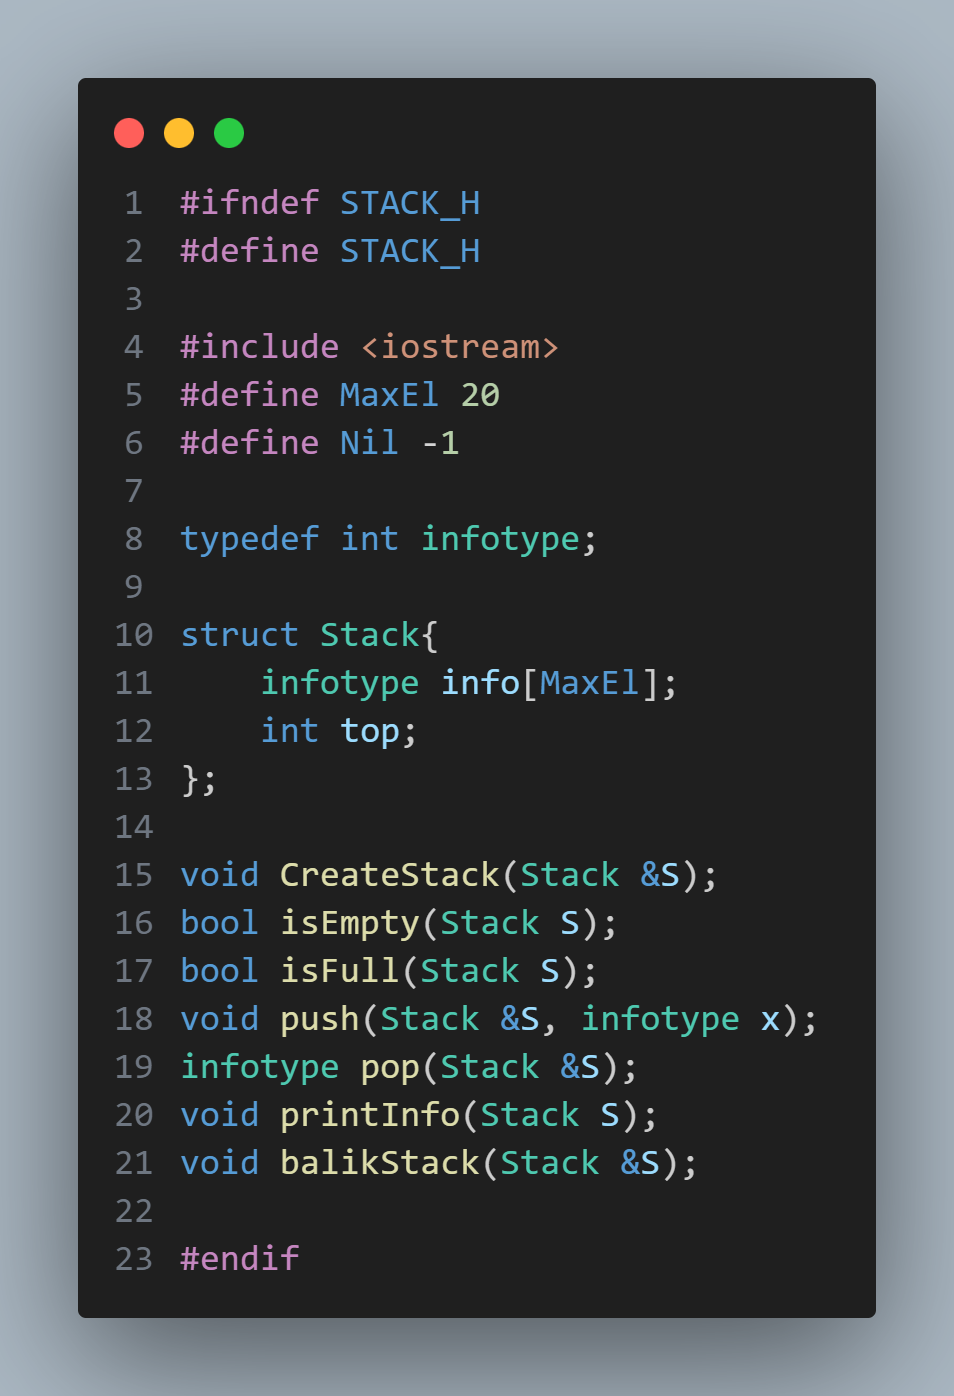 1 #ifndef STACK_H
2 #define STACK_H
3
4 #include <iostream>
5 #define MaxEl 20
6 #define Nil -1
7
8 typedef int infotype;
9
10 struct Stack{
11     infotype info[MaxEl];
12     int top;
13 };
14
15 void CreateStack(Stack &S);
16 bool isEmpty(Stack S);
17 bool isFull(Stack S);
18 void push(Stack &S, infotype x);
19 infotype pop(Stack &S);
20 void printInfo(Stack S);
21 void balikStack(Stack &S);
22
23 #endif